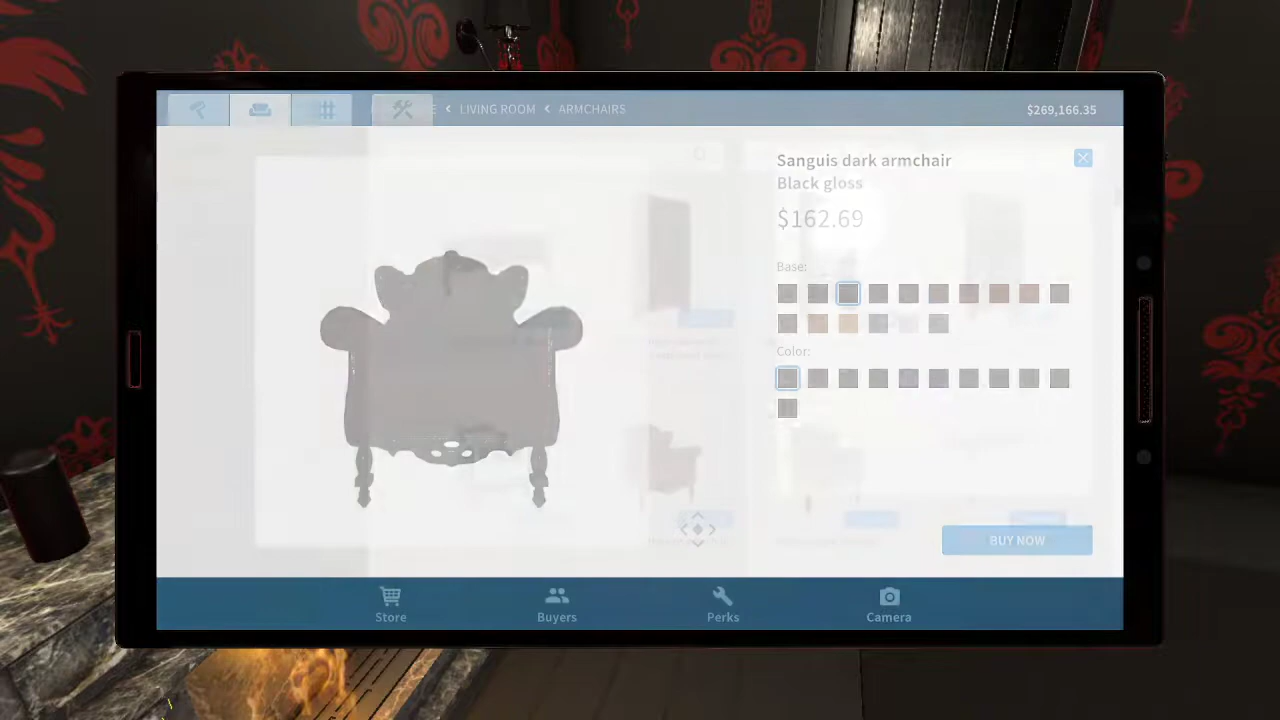 LIVING ROOM
ARMCHAIRS
$269,166.35
Sanguis dark armchair
Black gloss
$162.69
Base:
Color:
BUY NOW
Store
Buyers
Perks
Camera